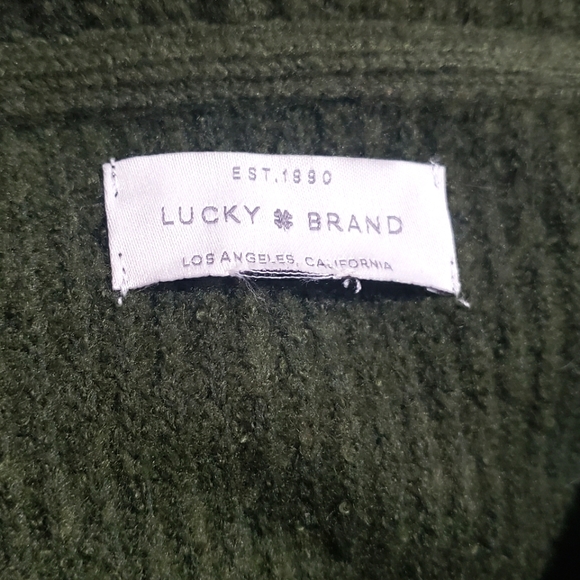 EST.1990
LUCKY BRAND
LOS ANGELES, CALIFORNIA